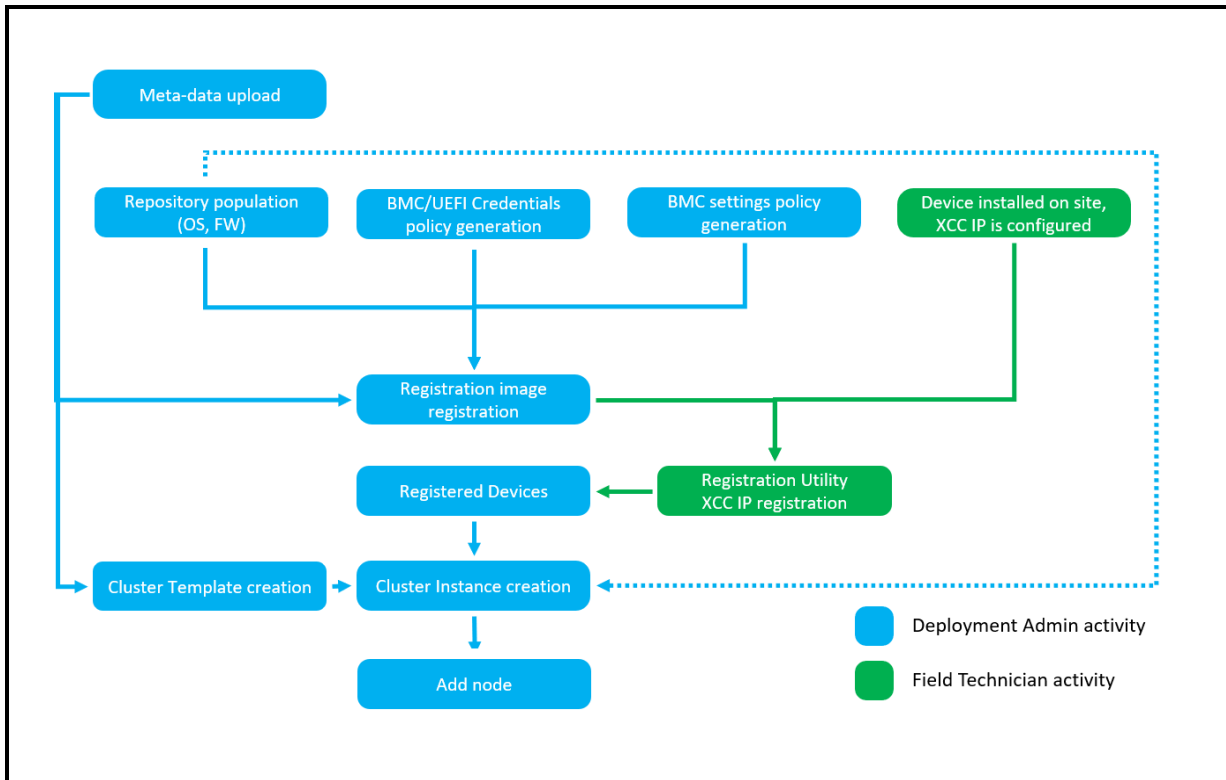 Meta-data upload
Repository population
(OS, FW)
BMC/UEFI Credentials
policy generation
BMC settings policy
generation
Device installed on site,
XCC IP is configured
Registration image
registration
Registered Devices
Registration Utility
XCC IP registration
Cluster Template creation
Cluster Instance creation
Add node
Deployment Admin activity
Field Technician activity